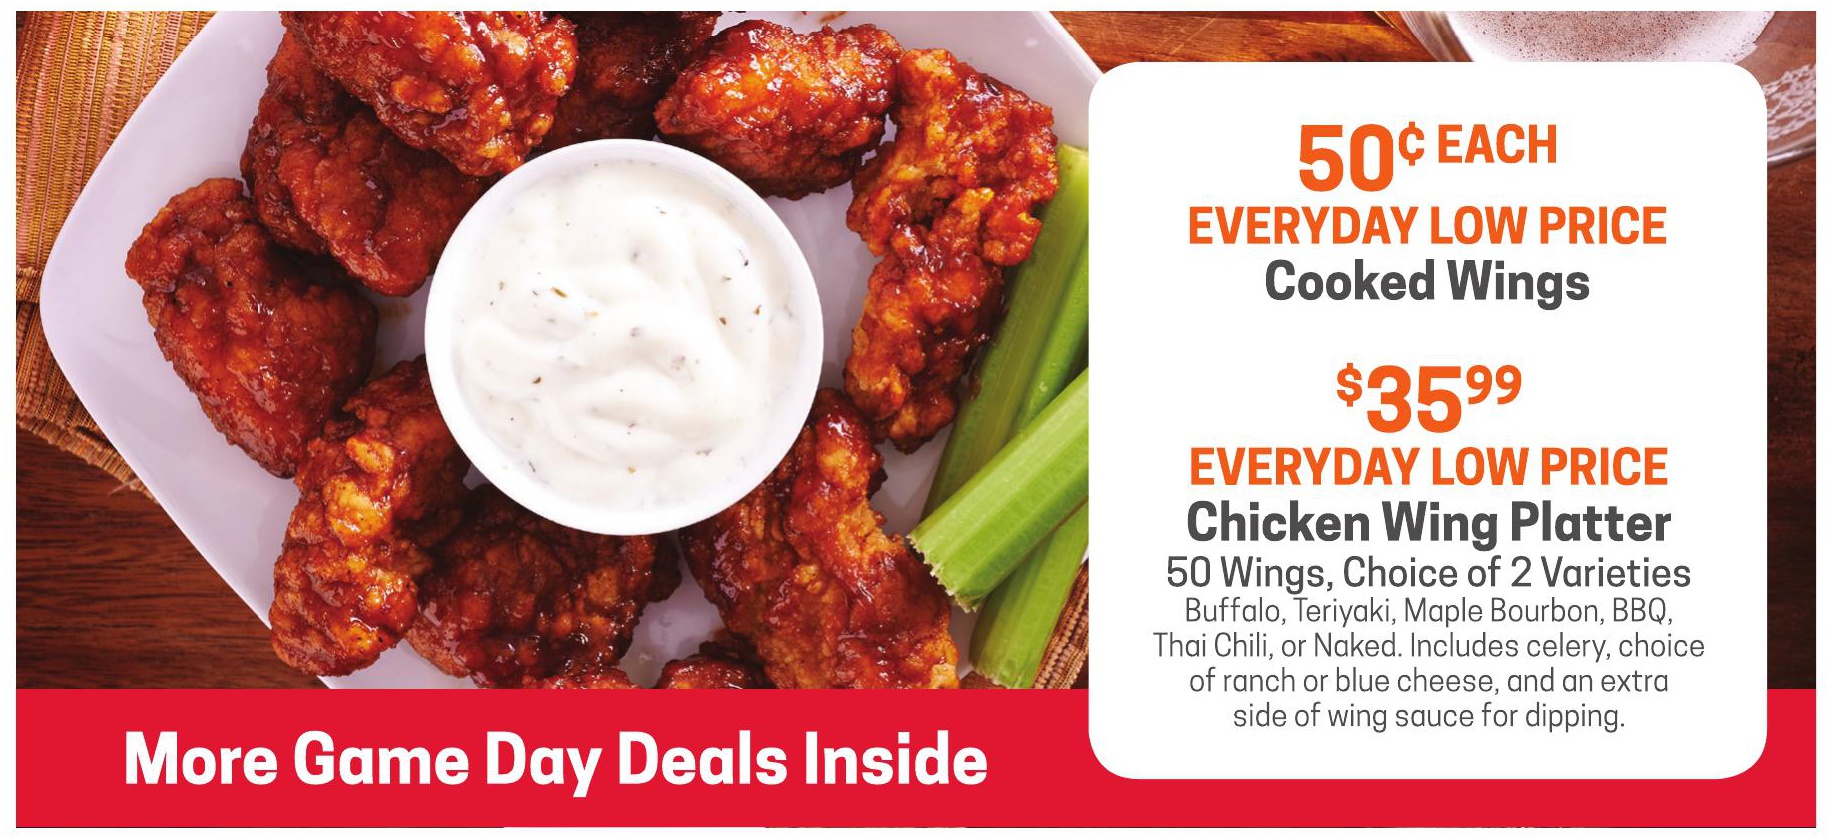 50¢ EACH
EVERYDAY LOW PRICE
Cooked Wings
$35 99
EVERYDAY LOW PRICE
Chicken Wing Platter
50 Wings, Choice of 2 Varieties
Buffalo, Teriyaki, Maple Bourbon, BBQ,
Thai Chili, or Naked. Includes celery, choice
of ranch or blue cheese, and an extra
side of wing sauce for dipping.
More Game Day Deals Inside